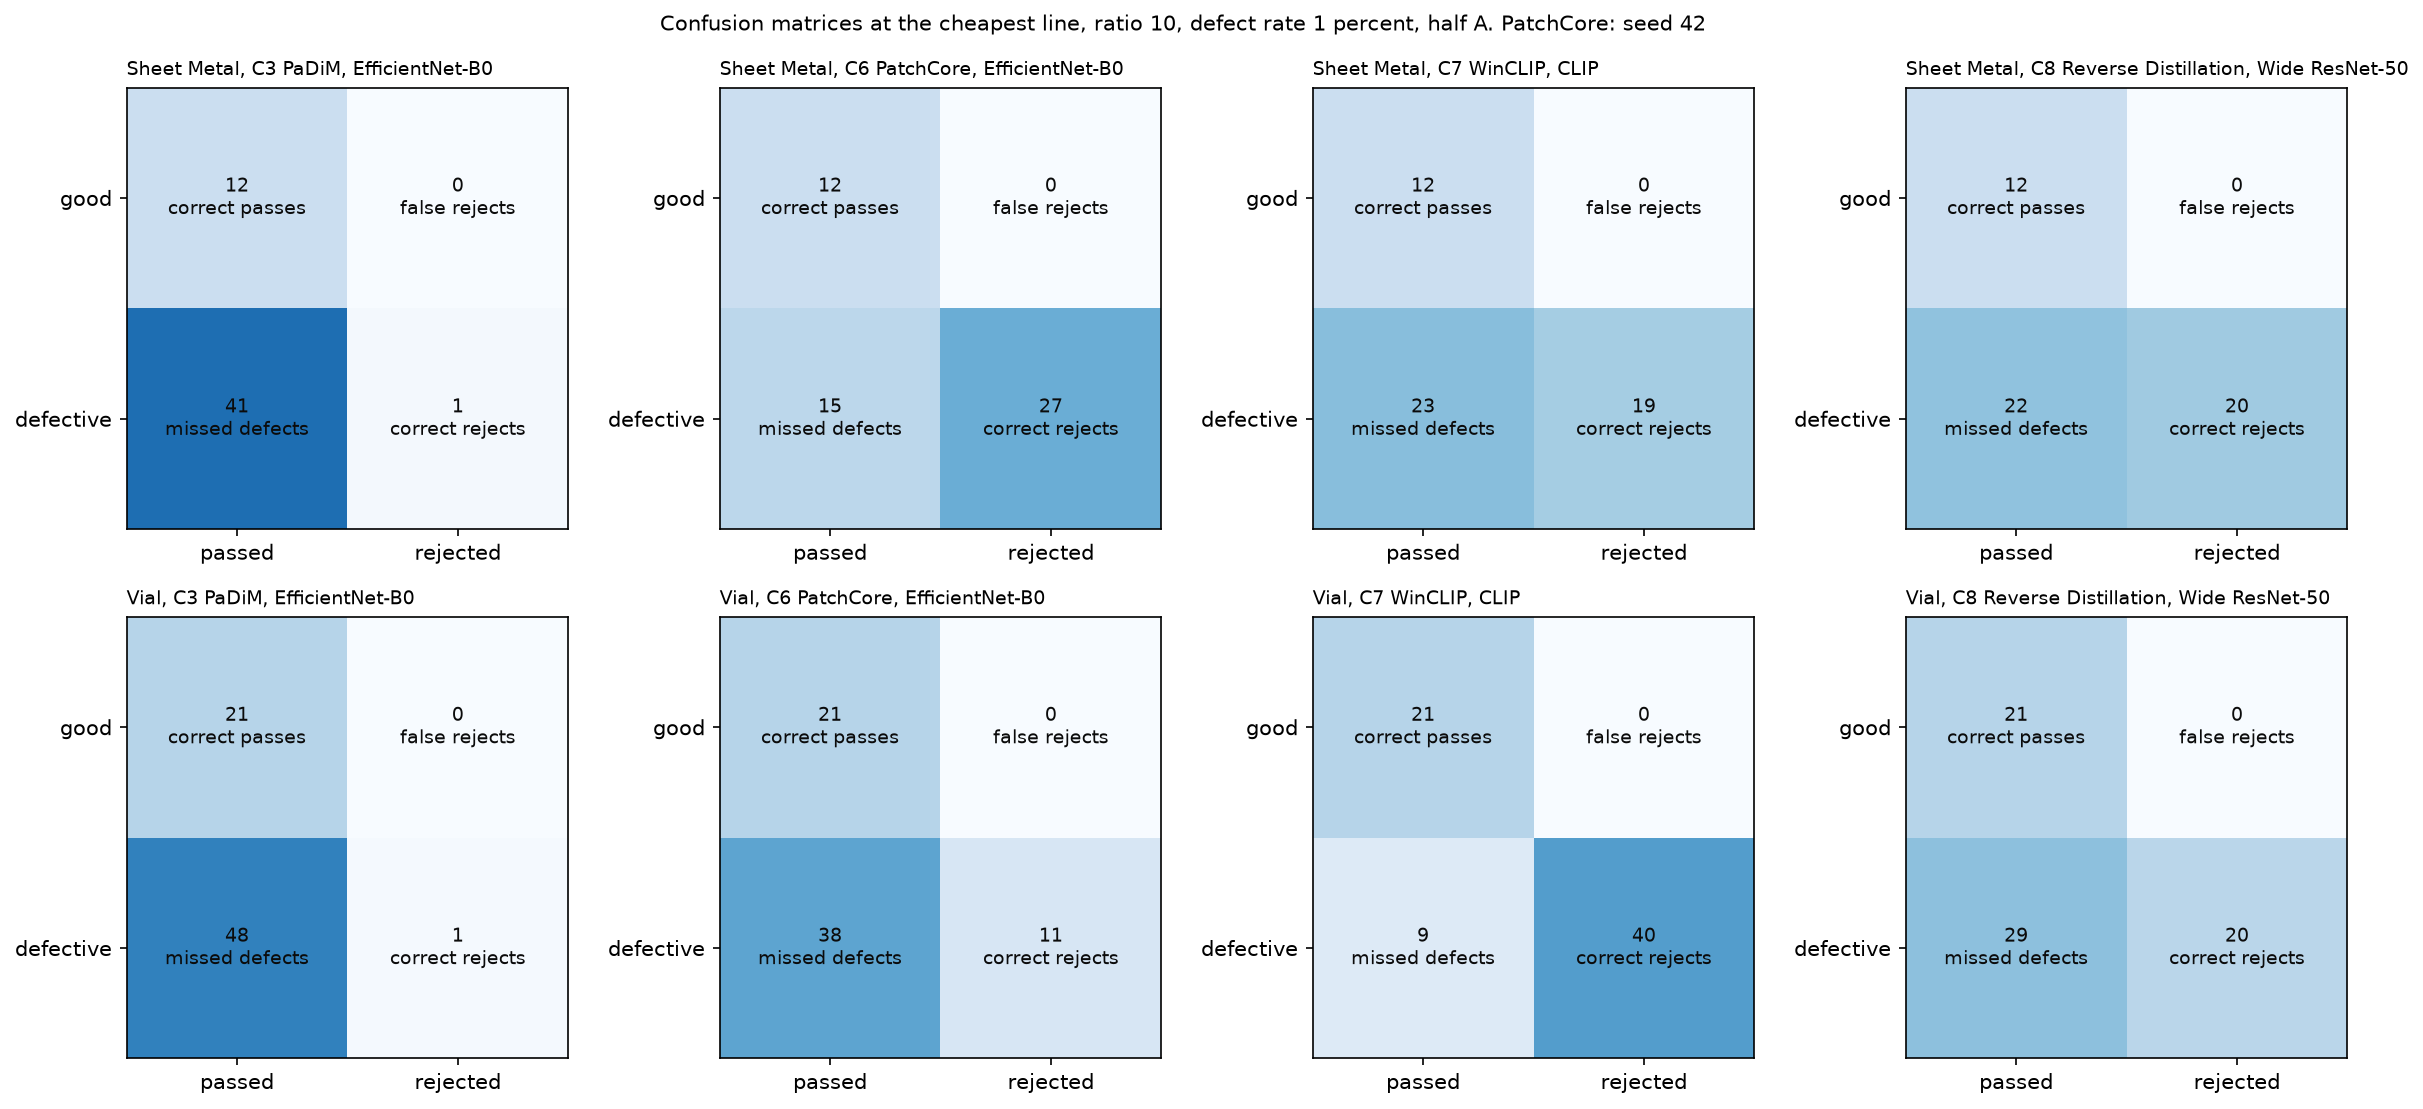 Confusion matrices at the cheapest line, ratio 10, defect rate 1 percent, half A. PatchCore: seed 42
Sheet Metal, C3 PaDiM, EfficientNet-B0
good
12
correct passes
0
false rejects
defective
41
missed defects
1
correct rejects
passed
rejected
Sheet Metal, C6 PatchCore, EfficientNet-B0
good
12
correct passes
0
false rejects
defective
15
missed defects
27
correct rejects
passed
rejected
Sheet Metal, C7 WinCLIP, CLIP
good
12
correct passes
0
false rejects
defective
23
missed defects
19
correct rejects
passed
rejected
Sheet Metal, C8 Reverse Distillation, Wide ResNet-50
good
12
correct passes
0
false rejects
defective
22
missed defects
20
correct rejects
passed
rejected
Vial, C3 PaDiM, EfficientNet-B0
good
21
correct passes
0
false rejects
defective
48
missed defects
1
correct rejects
passed
rejected
Vial, C6 PatchCore, EfficientNet-B0
good
21
correct passes
0
false rejects
defective
38
missed defects
11
correct rejects
passed
rejected
Vial, C7 WinCLIP, CLIP
good
21
correct passes
0
false rejects
defective
9
missed defects
40
correct rejects
passed
rejected
Vial, C8 Reverse Distillation, Wide ResNet-50
good
21
correct passes
0
false rejects
defective
29
missed defects
20
correct rejects
passed
rejected